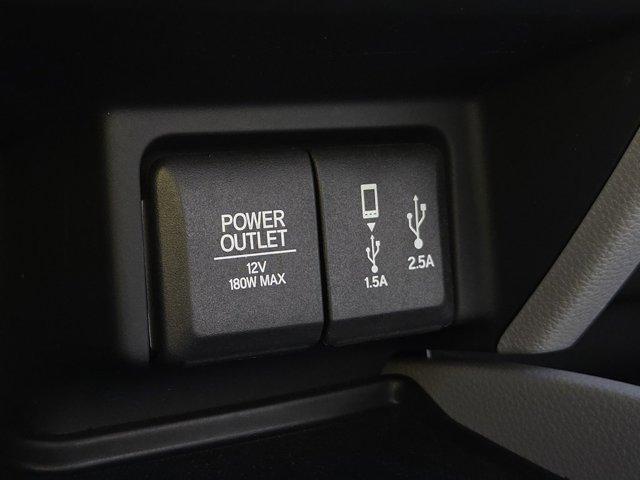 POWER
OUTLET
12V
180W MAX
1.5A
2.5A